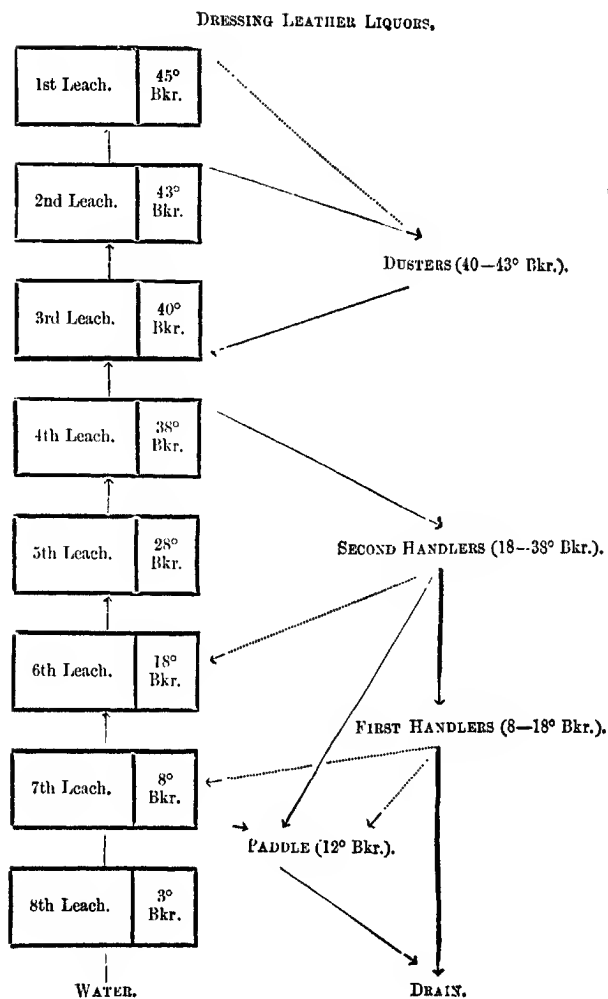 DRESSING LEATHER LIQUORS.
1st Leach.
45°
Bkr.
2nd Leach.
43°
Bkr.
DUSTERS (40—43° Bkr.).
3rd Leach.
40°
Bkr.
4th Leach.
38°
Bkr.
5th Leach.
28°
Bkr.
SECOND HANDLERS (18--38° Bkr.).
6th Leach.
18°
Bkr.
FIRST HANDLERS (8—18° Bkr.).
7th Leach.
8°
Bkr.
PADDLE (12° Bkr.).
8th Leach.
3°
Bkr.
WATER.
DRAIN.